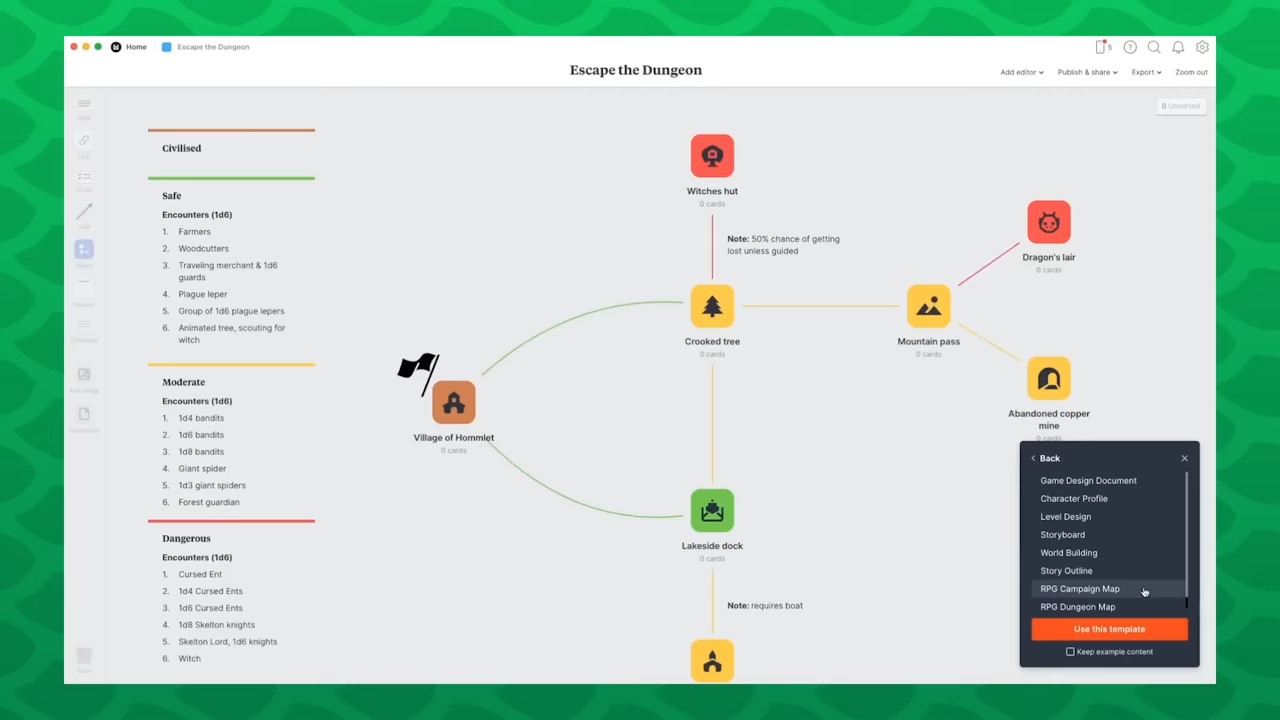 Home
Escape the Dungeon
5
Escape the Dungeon
Add editor
Publish & share
Export
Zoom out
0 Unsorted
Civilised
Safe
Encounters (1d6)
1. Farmers
2. Woodcutters
3. Traveling merchant & 1d6
guards
4. Plague leper
5. Group of 1d6 plague lepers
6. Animated tree, scouting for
witch
Moderate
Encounters (1d6)
1. 1d4 bandits
2. 1d6 bandits
3. 1d8 bandits
4. Giant spider
5. 1d3 giant spiders
6. Forest guardian
Dangerous
Encounters (1d6)
1. Cursed Ent
2. 1d4 Cursed Ents
3. 1d6 Cursed Ents
4. 1d8 Skelton knights
5. Skelton Lord, 1d6 knights
6. Witch
Witches hut
0 cards
Note: 50% chance of getting
lost unless guided
Dragon's lair
0 cards
Crooked tree
0 cards
Mountain pass
0 cards
Abandoned copper
mine
0 cards
Village of Hommlet
0 cards
Lakeside dock
0 cards
Note: requires boat
Back
Game Design Document
Character Profile
Level Design
Storyboard
World Building
Story Outline
RPG Campaign Map
RPG Dungeon Map
Use this template
Keep example content